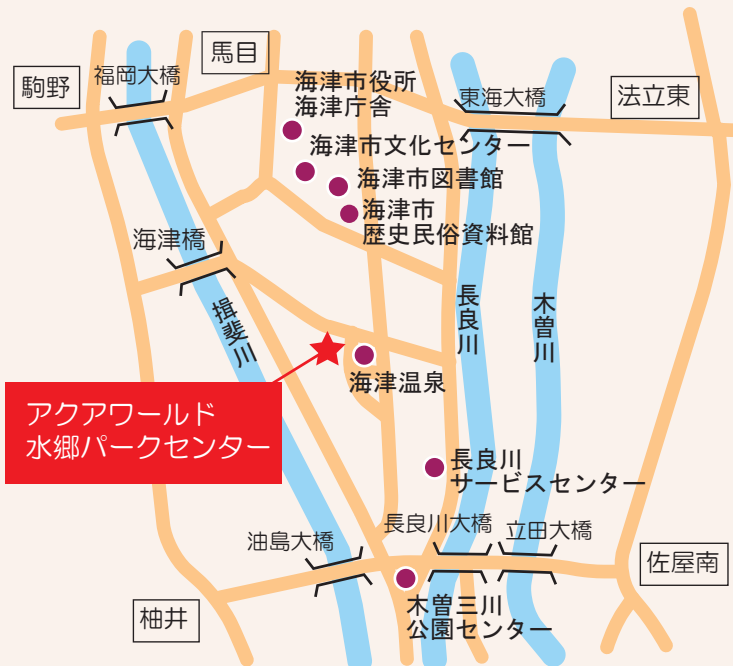 馬目
駒野
福岡大橋
海津市役所
海津庁舎
東海大橋
法立東
海津市文化センター
海津市図書館
海津市
歴史民俗資料館
海津橋
揖斐川
長良川
木曽川
海津温泉
アクアワールド
水郷パークセンター
長良川
サービスセンター
油島大橋
長良川大橋
立田大橋
佐屋南
柚井
木曽三川
公園センター